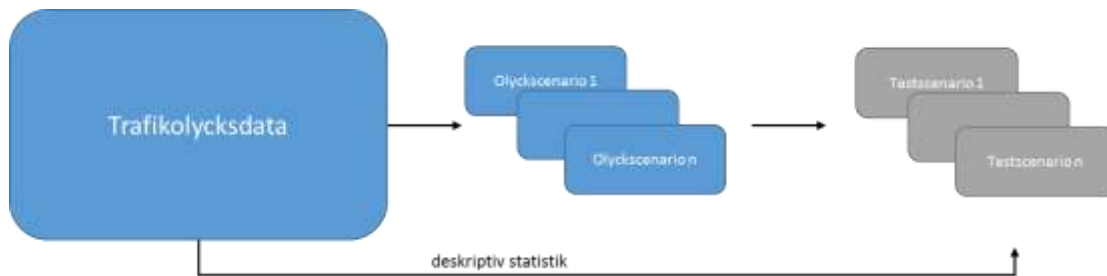 Trafikolycksdata
Olyckscenario 1
Olyckscenario n
Testscenario 1
Testscenario n
deskriptiv statistik